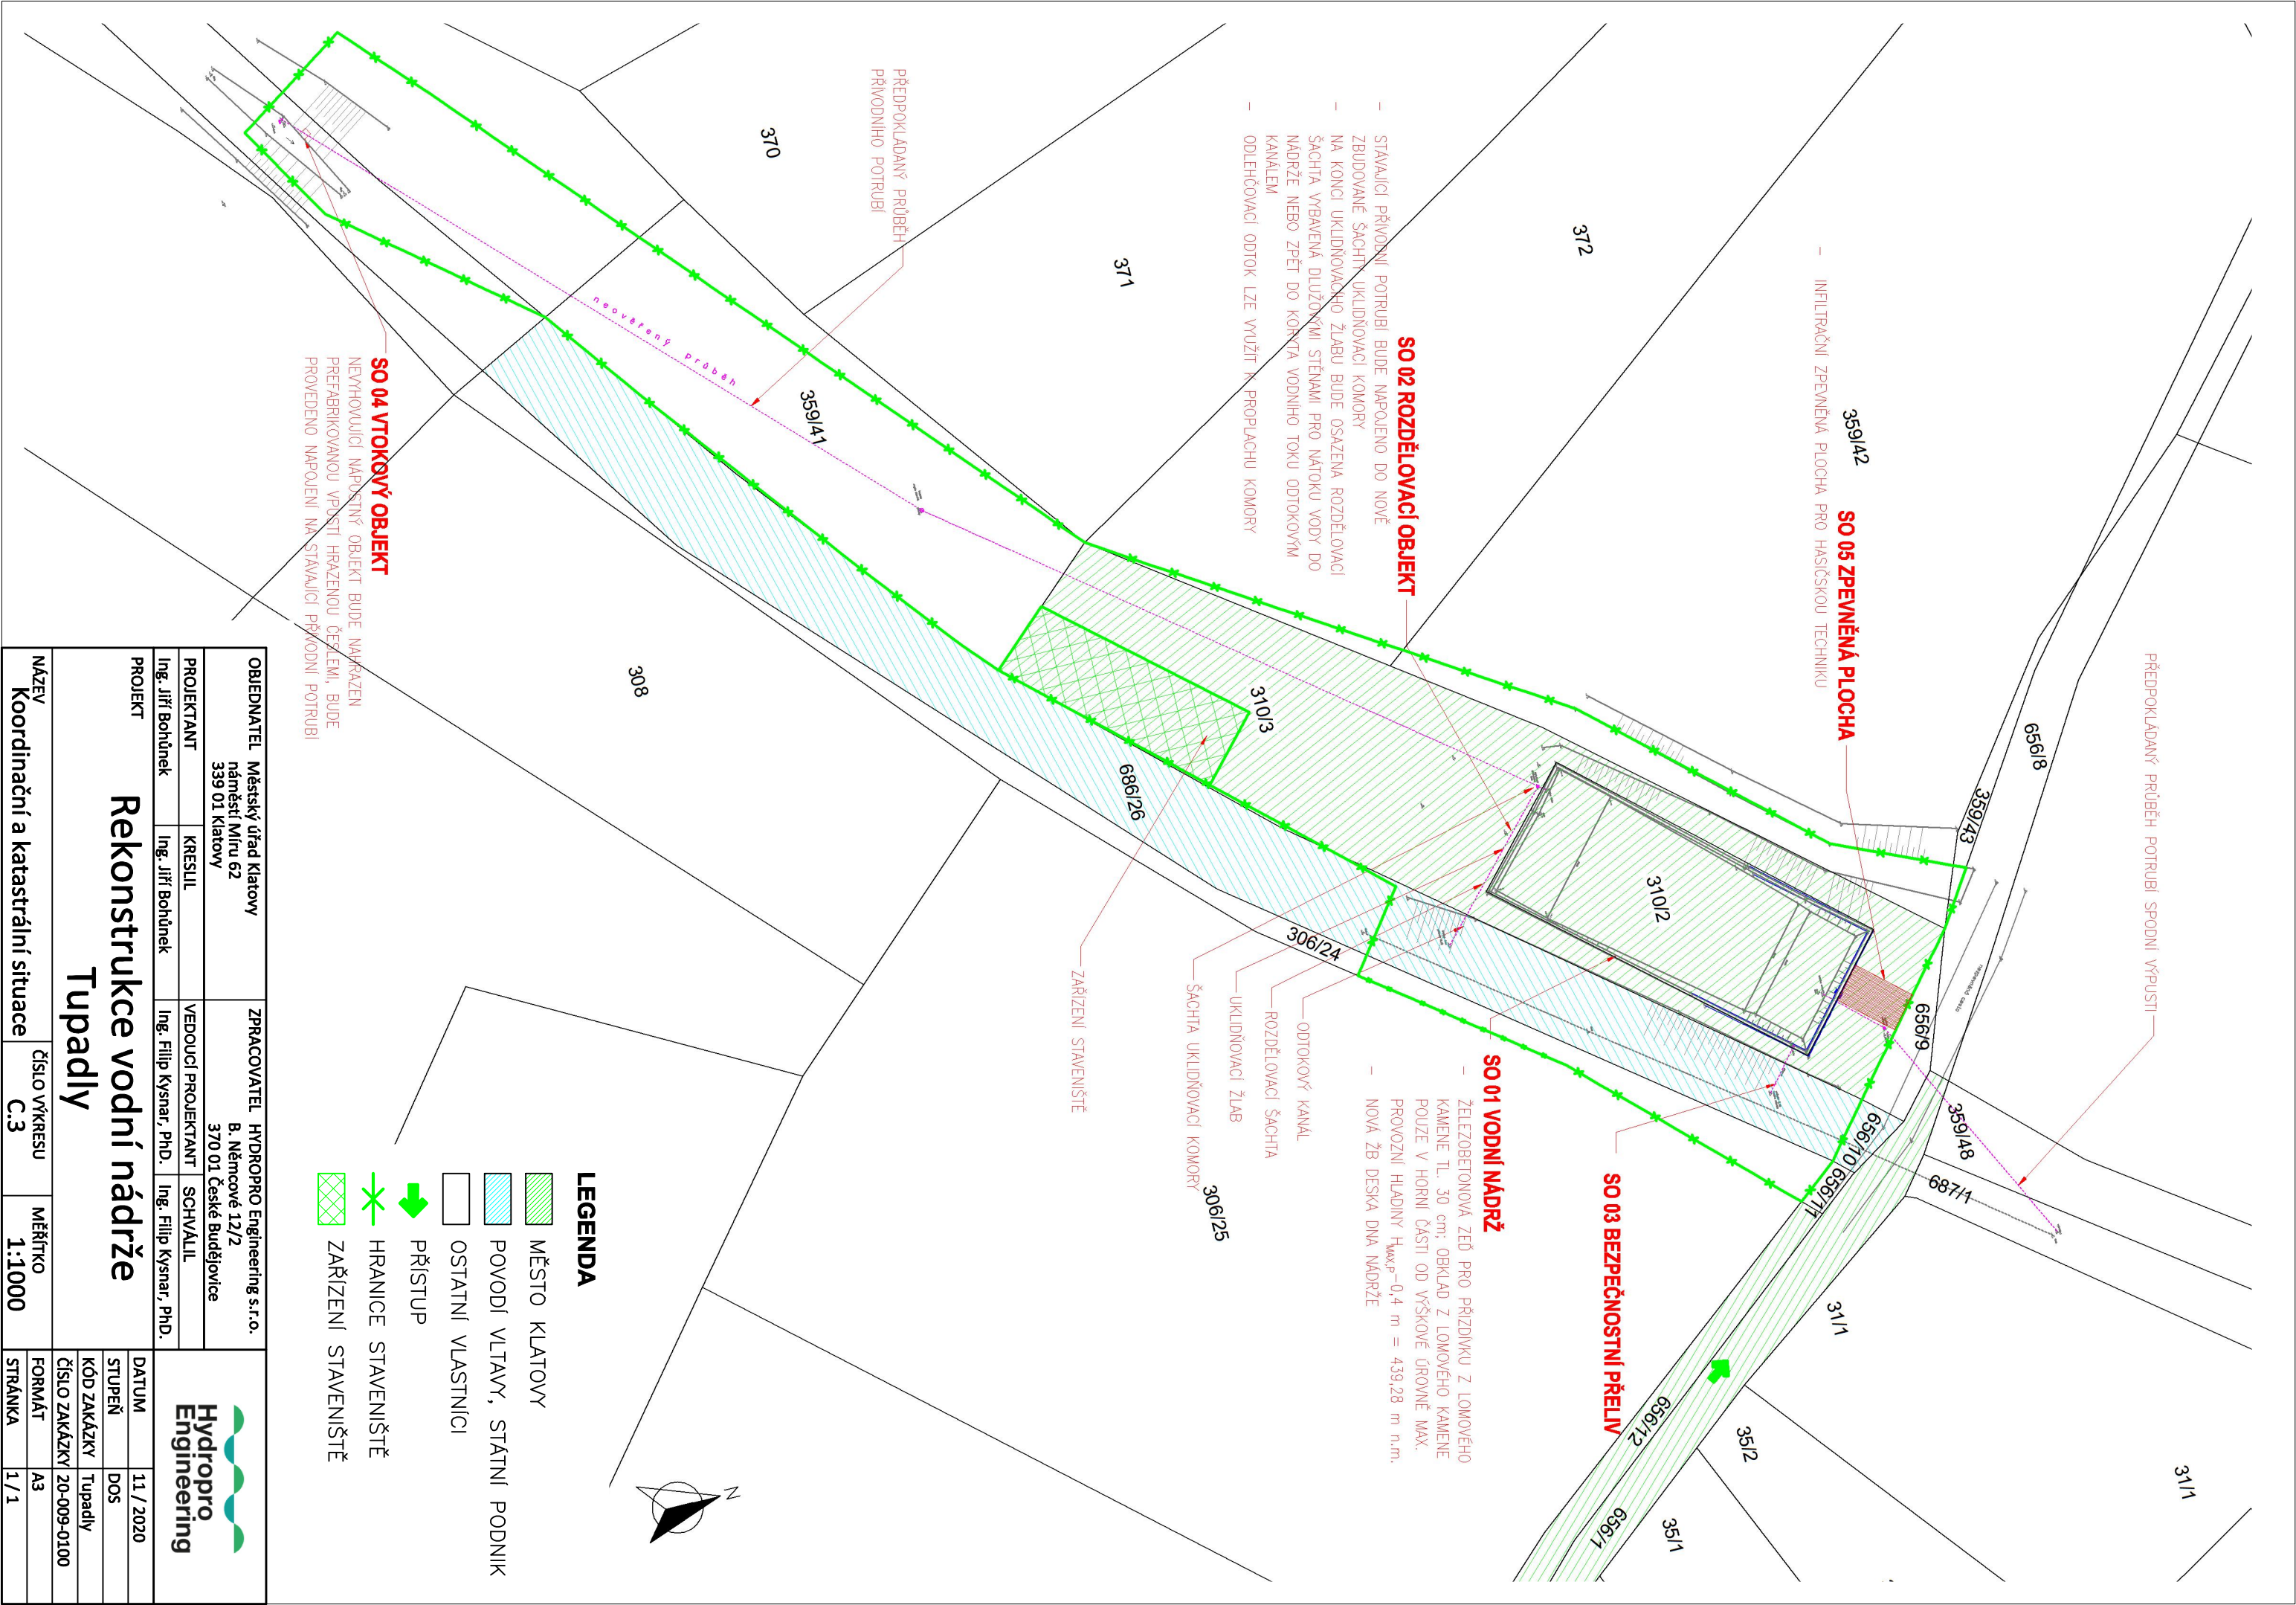 PŘEDPOKLÁDANÝ PRŮBĚH POTRUBÍ SPODNÍ VÝPUSTI
359/42
656/8
359/43
656/9
359/48
687/1
656/10
656/11
31/1
31/1
35/2
35/1
656/12
656/1
372
371
370
359/41
310/3
310/2
686/26
306/24
306/25
308
SO 05 ZPEVNĚNÁ PLOCHA
- INFILTRAČNÍ ZPEVNĚNÁ PLOCHA PRO HASIČSKOU TECHNIKU
SO 02 ROZDĚLOVACÍ OBJEKT
- STÁVAJÍCÍ PŘÍVODNÍ POTRUBÍ BUDE NAPOJENO DO NOVĚ
ZBUDOVANÉ ŠACHTY UKLIDŇOVACÍ KOMORY
- NA KONCI UKLIDŇOVACÍHO ŽLABU BUDE OSAZENA ROZDĚLOVACÍ
ŠACHTA VYBAVENÁ DLUŽOVÝMI STĚNAMI PRO NÁTOKU VODY DO
NÁDRŽE NEBO ZPĚT DO KORYTA VODNÍHO TOKU ODTOKOVÝM
KANÁLEM
- ODLEHČOVACÍ ODTOK LZE VYUŽÍT K PROPLACHU KOMORY
PŘEDPOKLÁDANÝ PRŮBĚH
PŘÍVODNÍHO POTRUBÍ
neověřený průběh
SO 04 VTOKOVÝ OBJEKT
NEVYHOVUJÍCÍ NÁPUSTNÝ OBJEKT BUDE NAHRAZEN
PREFABRIKOVANOU VPUSTÍ HRAZENOU ČESLEMI, BUDE
PROVEDENO NAPOJENÍ NA STÁVAJÍCÍ PŘÍVODNÍ POTRUBÍ
SO 03 BEZPEČNOSTNÍ PŘELIV
SO 01 VODNÍ NÁDRŽ
- ŽELEZOBETONOVÁ ZEĎ PRO PŘIZDÍVKU Z LOMOVÉHO
KAMENE TL. 30 cm; OBKLAD Z LOMOVÉHO KAMENE
POUZE V HORNÍ ČÁSTI OD VÝŠKOVÉ ÚROVNĚ MAX.
PROVOZNÍ HLADINY HMAX,P-0,4 m = 439,28 m n.m.
- NOVÁ ŽB DESKA DNA NÁDRŽE
ODTOKOVÝ KANÁL
ROZDĚLOVACÍ ŠACHTA
UKLIDŇOVACÍ ŽLAB
ŠACHTA UKLIDŇOVACÍ KOMORY
ZAŘÍZENÍ STAVENIŠTĚ
LEGENDA
MĚSTO KLATOVY
POVODÍ VLTAVY, STÁTNÍ PODNIK
OSTATNÍ VLASTNÍCI
PŘÍSTUP
HRANICE STAVENIŠTĚ
ZAŘÍZENÍ STAVENIŠTĚ
N
OBJEDNATEL Městský úřad Klatovy
náměstí Míru 62
339 01 Klatovy
ZPRACOVATEL HYDROPRO Engineering s.r.o.
B. Němcové 12/2
370 01 České Budějovice
PROJEKTANT KRESLIL VEDOUCÍ PROJEKTANT SCHVÁLIL
Ing. Jiří Bohůnek Ing. Jiří Bohůnek Ing. Filip Kysnar, PhD. Ing. Filip Kysnar, PhD.
PROJEKT
Rekonstrukce vodní nádrže
Tupadly
NÁZEV
Koordinační a katastrální situace
ČÍSLO VÝKRESU
C.3
MĚŘÍTKO
1:1000
Hydropro
Engineering
DATUM 11 / 2020
STUPEŇ DOS
KÓD ZAKÁZKY Tupadly
ČÍSLO ZAKÁZKY 20-009-0100
FORMÁT A3
STRÁNKA 1 / 1